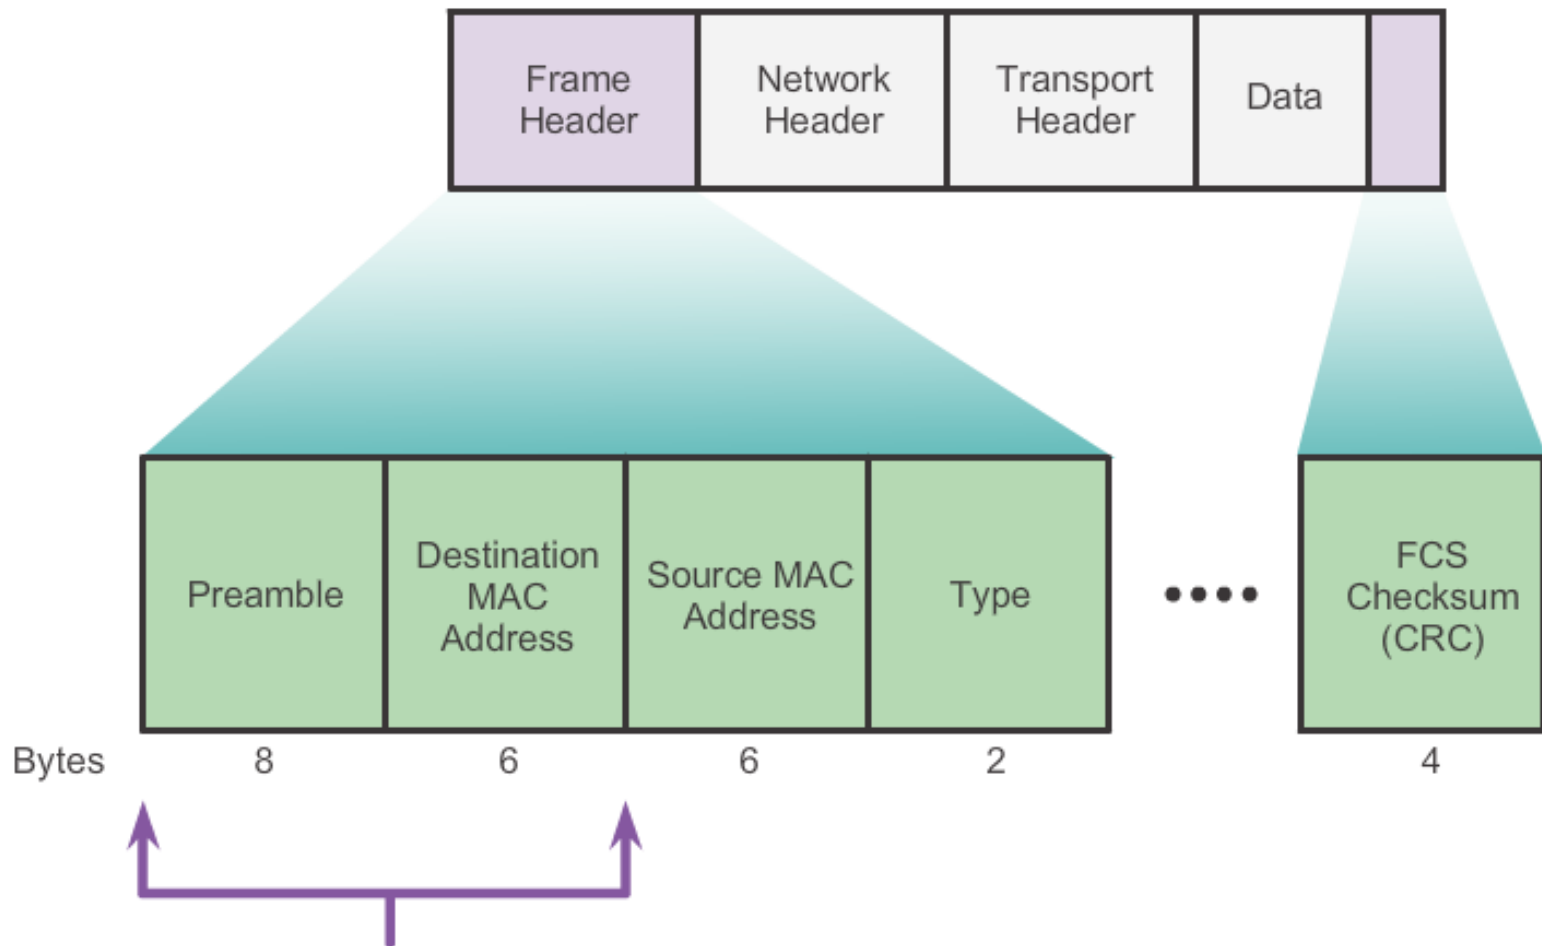 Frame
Header
Network
Header
Transport
Header
Data
Preamble
Destination
MAC
Address
Source MAC
Address
Type
FCS
Checksum
(CRC)
Bytes 8 6 6 2 4